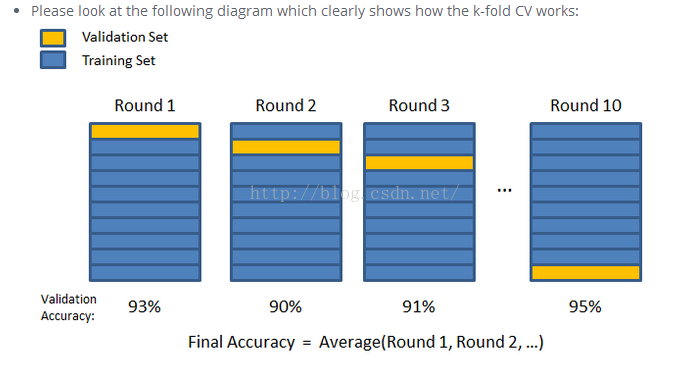 Please look at the following diagram which clearly shows how the k-fold CV works:
Validation Set
Training Set
Round 1 Round 2 Round 3 Round 10
http://blog.csdn.net/
...
Validation Accuracy: 93% 90% 91% 95%
Final Accuracy = Average(Round 1, Round 2, ...)